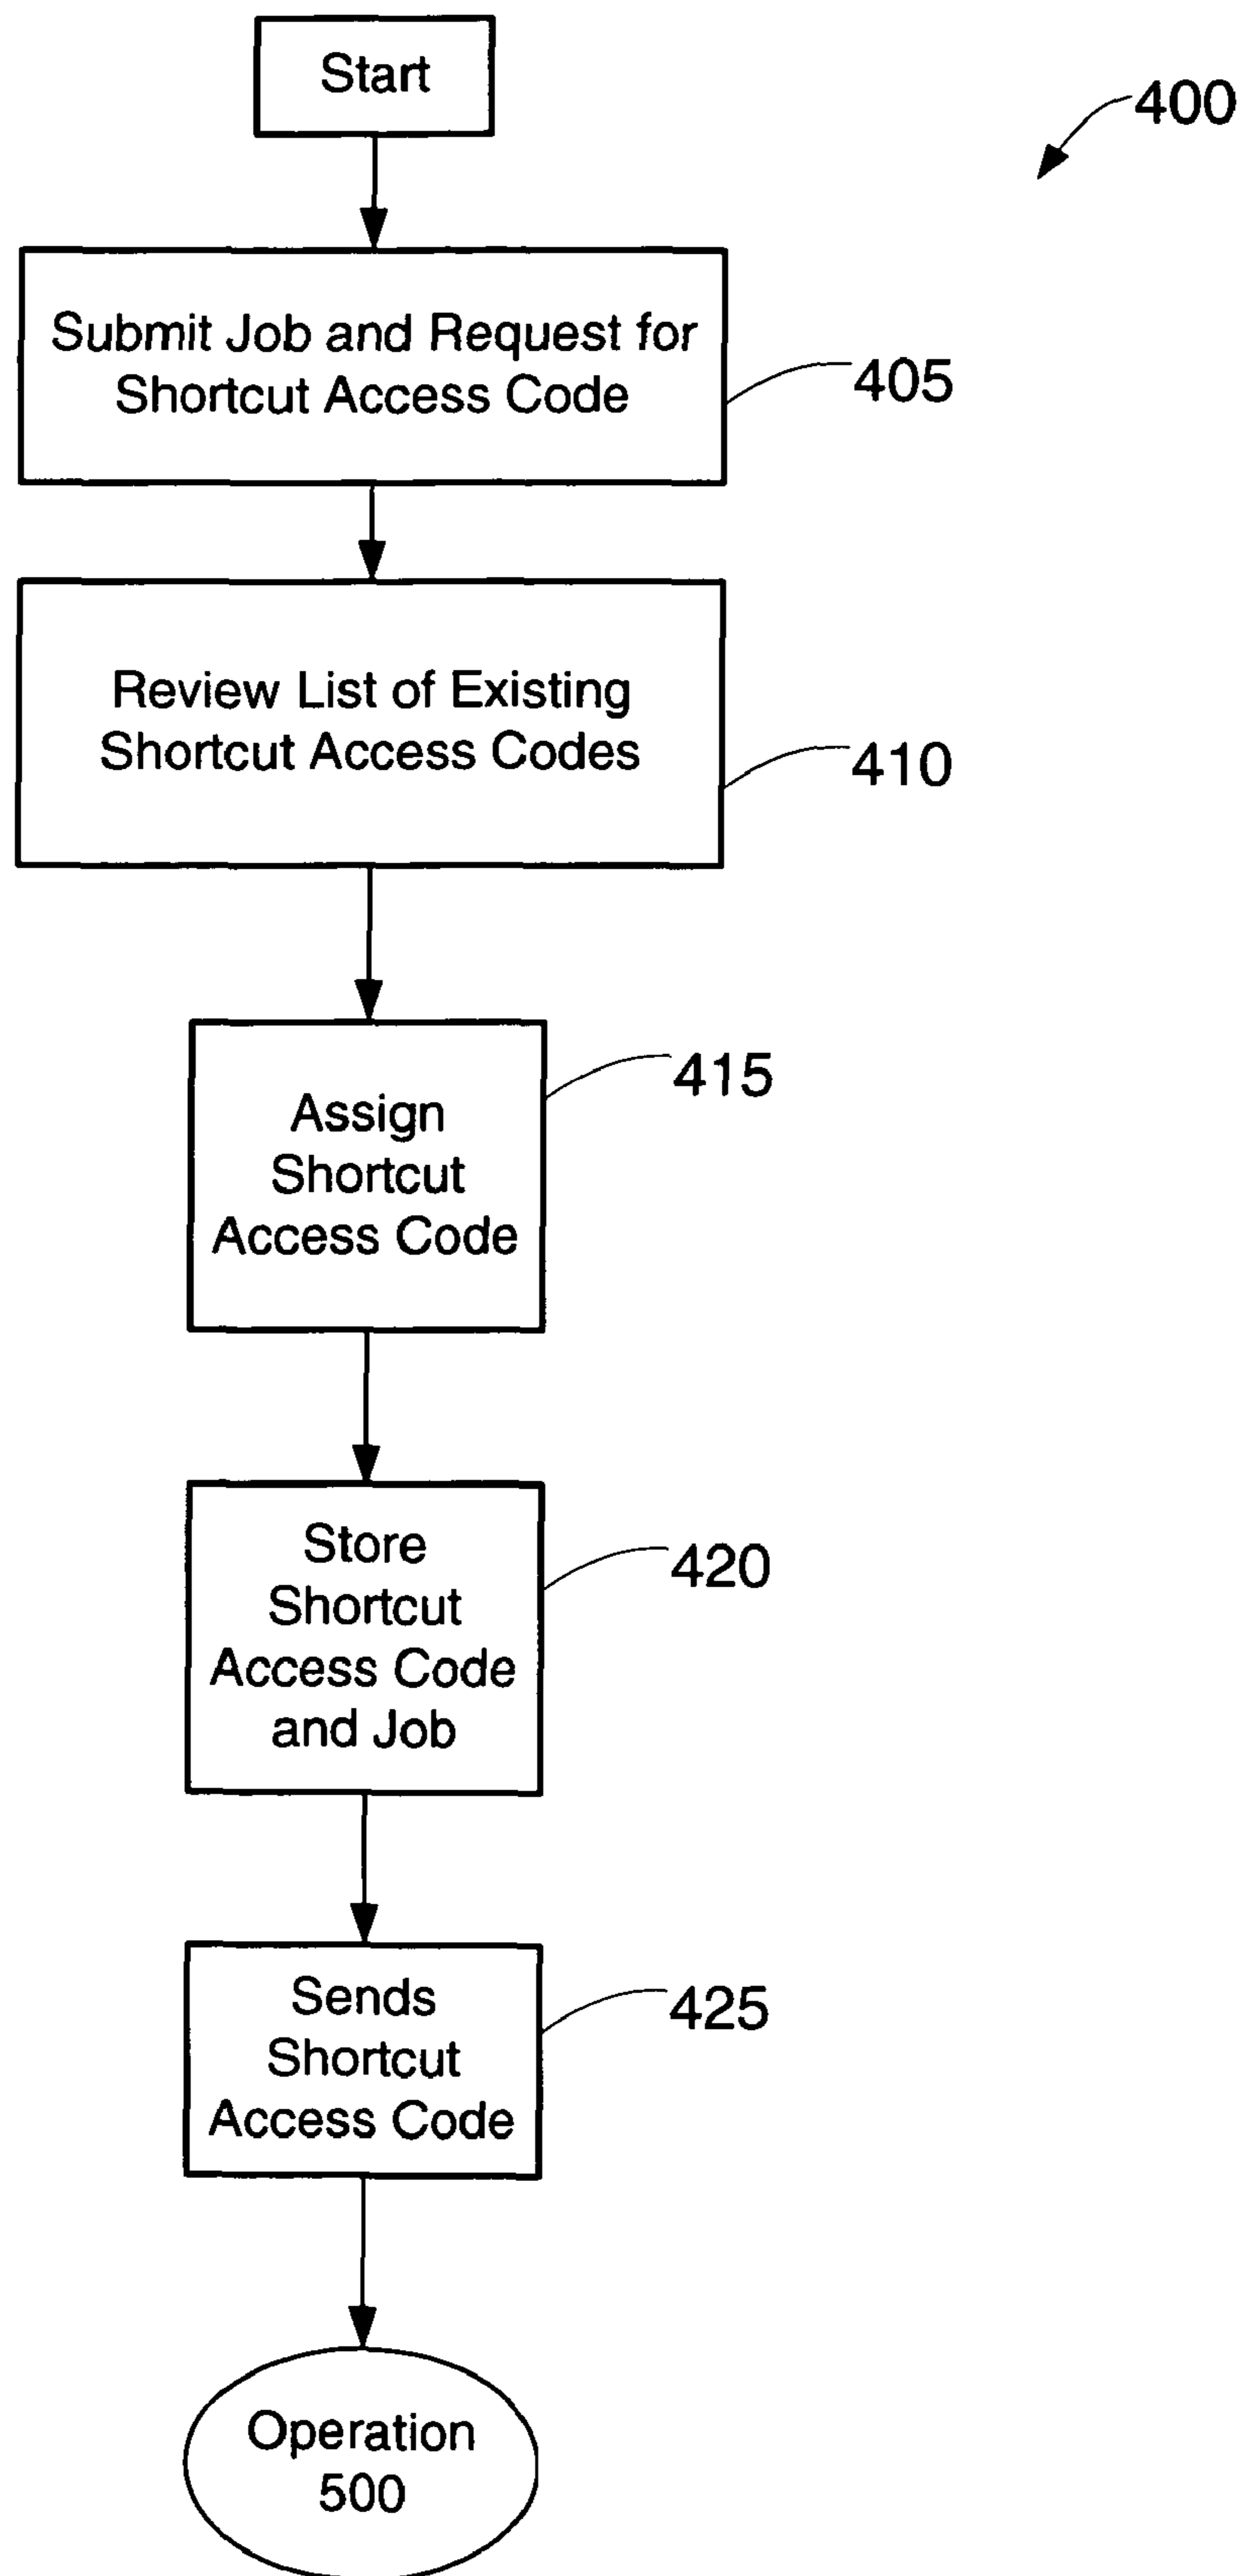 Start
400
Submit Job and Request for
Shortcut Access Code
405
Review List of Existing
Shortcut Access Codes
410
Assign
Shortcut
Access Code
415
Store
Shortcut
Access Code
and Job
420
Sends
Shortcut
Access Code
425
Operation
500